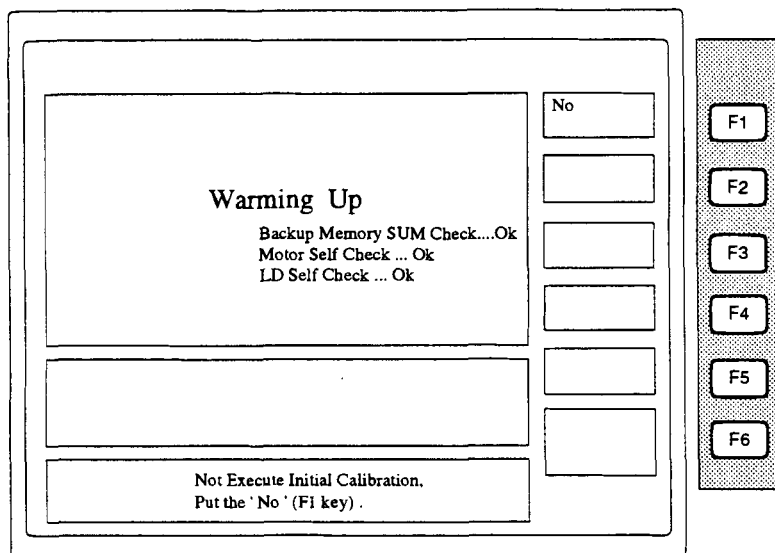 No
Warming Up
Backup Memory SUM Check....Ok
Motor Self Check ... Ok
LD Self Check ... Ok
Not Execute Initial Calibration,
Put the ' No ' (F1 key) .
F1
F2
F3
F4
F5
F6